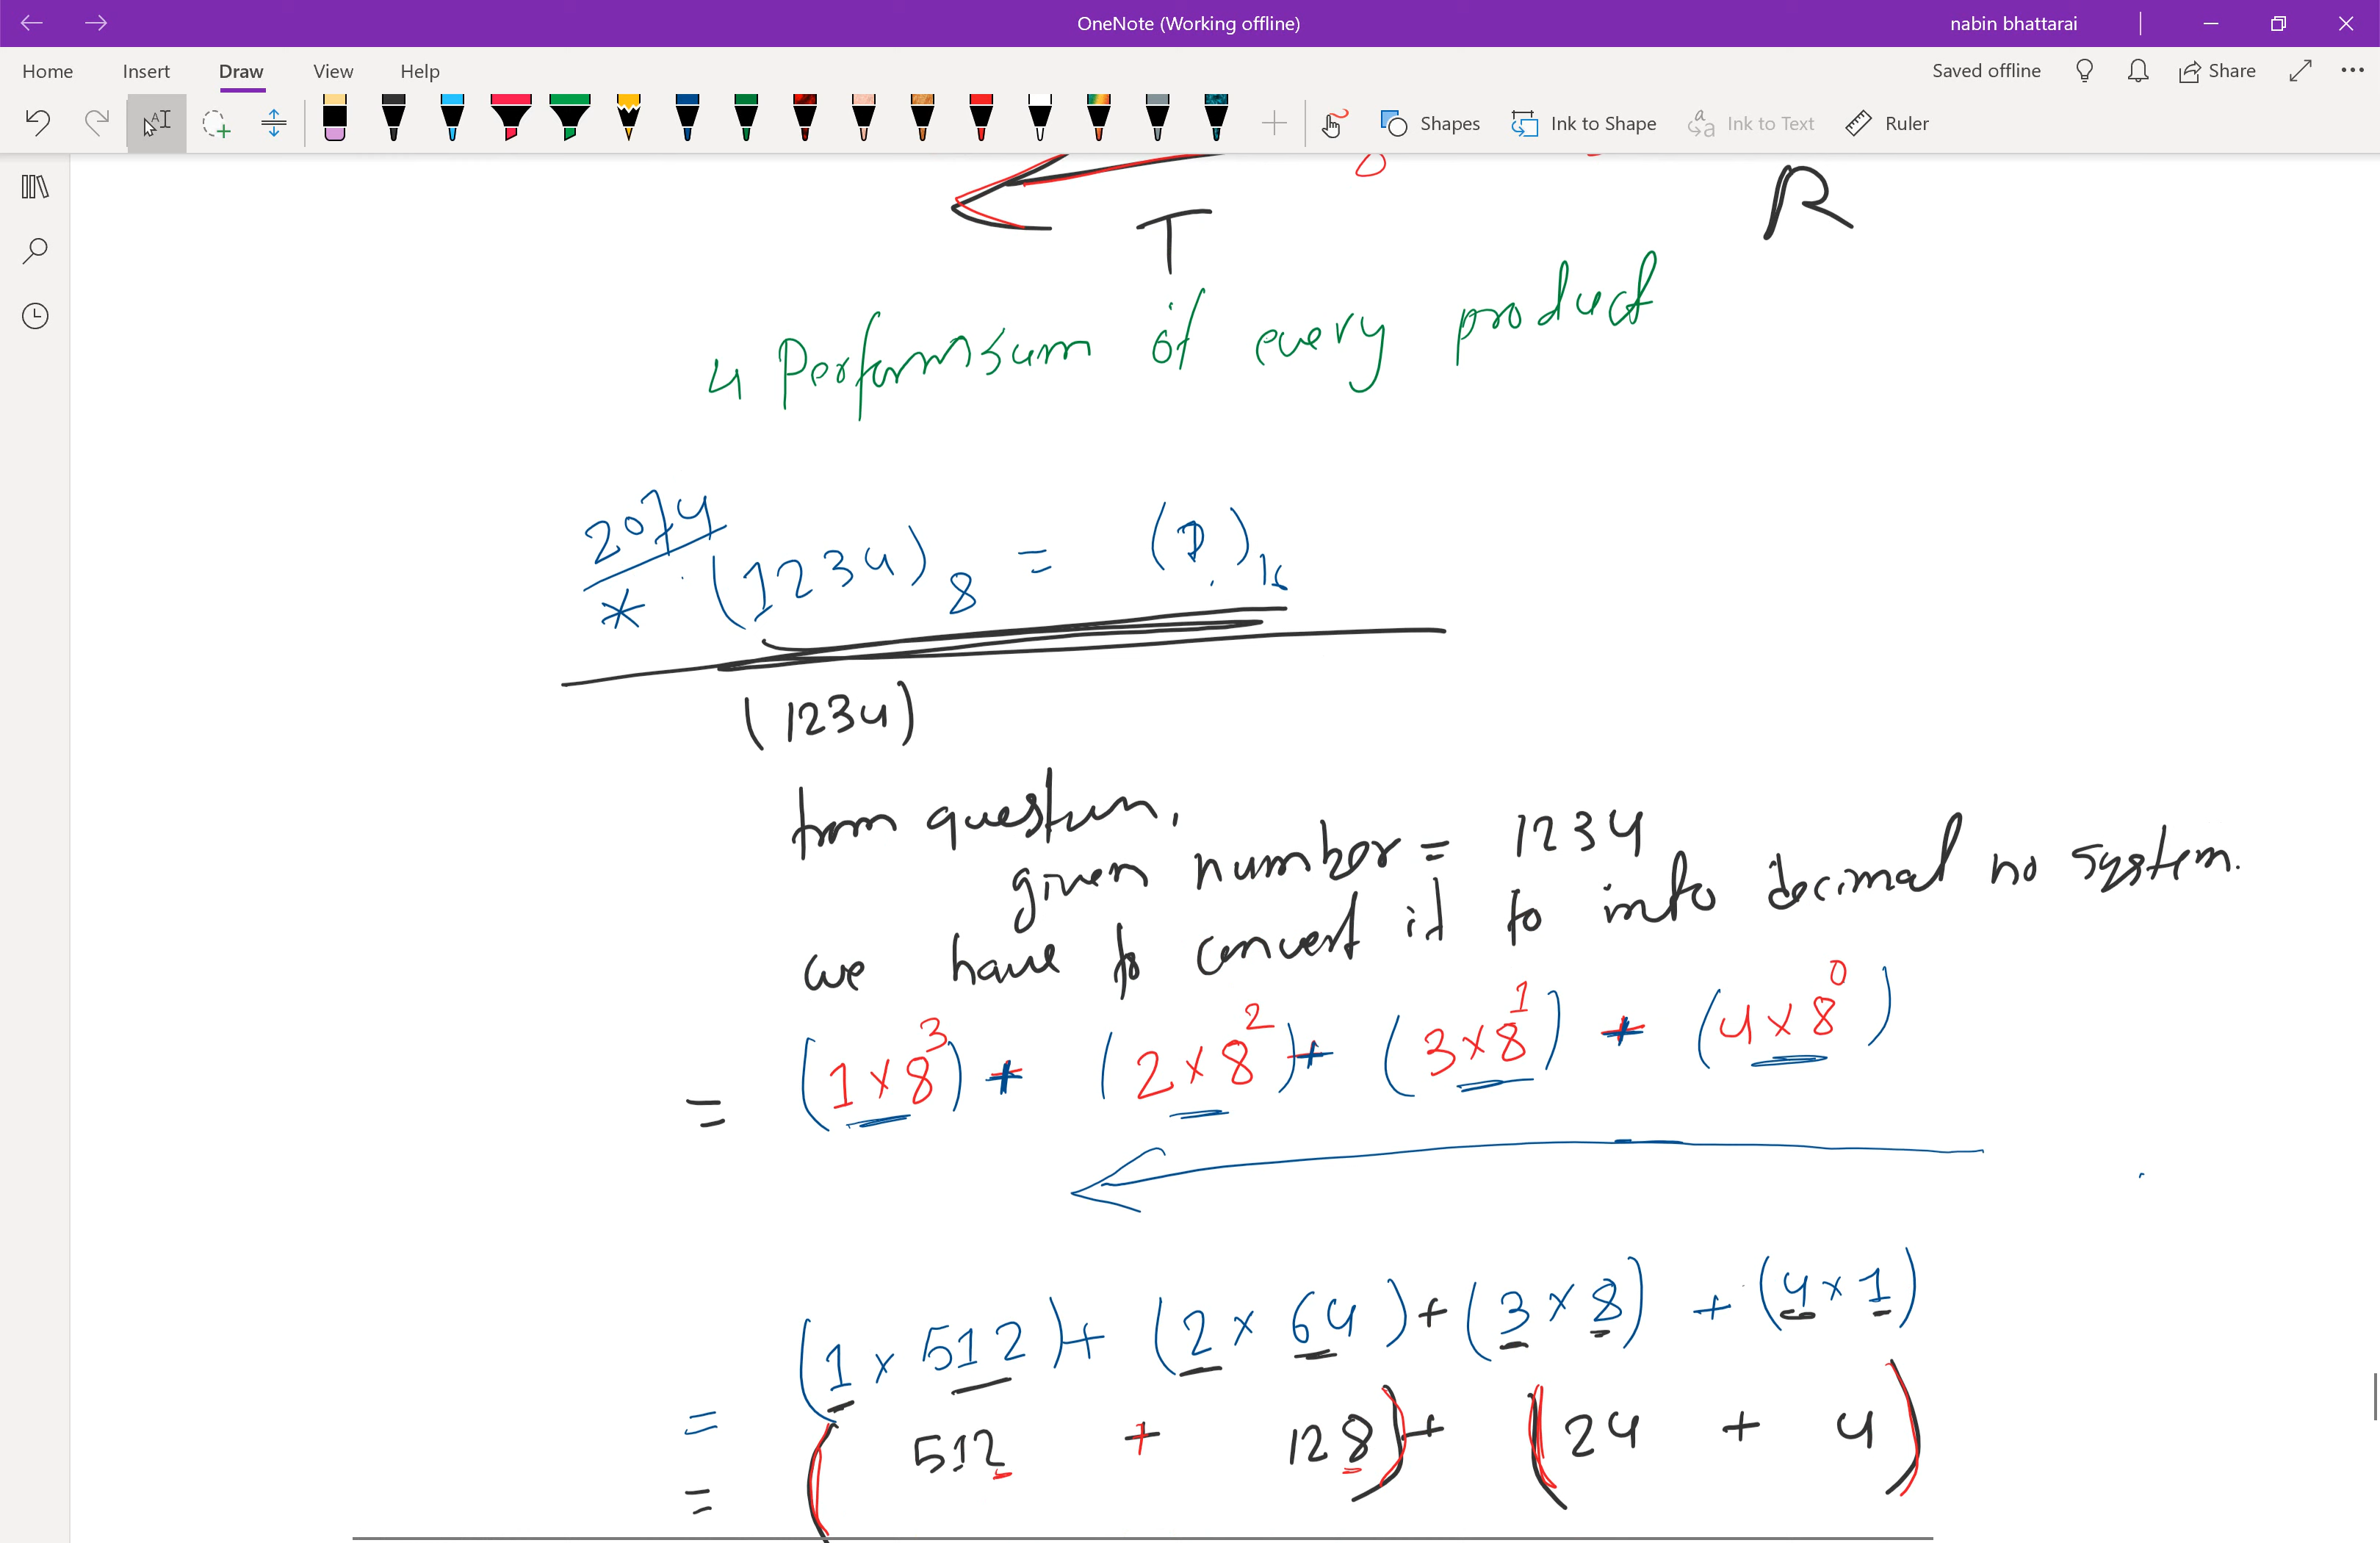 OneNote (Working offline)
nabin bhattarai
Home Insert Draw View Help
Saved offline Share
Shapes Ink to Shape Ink to Text Ruler
T R
4 Perform sum of every product
2074
* (1234)8 = (?)16
(1234)
from question,
given number = 1234
we have to convert it to into decimal no system.
= (1 × 8³) + (2 × 8²) + (3 × 8¹) + (4 × 8⁰)
= (1 × 512) + (2 × 64) + (3 × 8) + (4 × 1)
= (512 + 128) + (24 + 4)